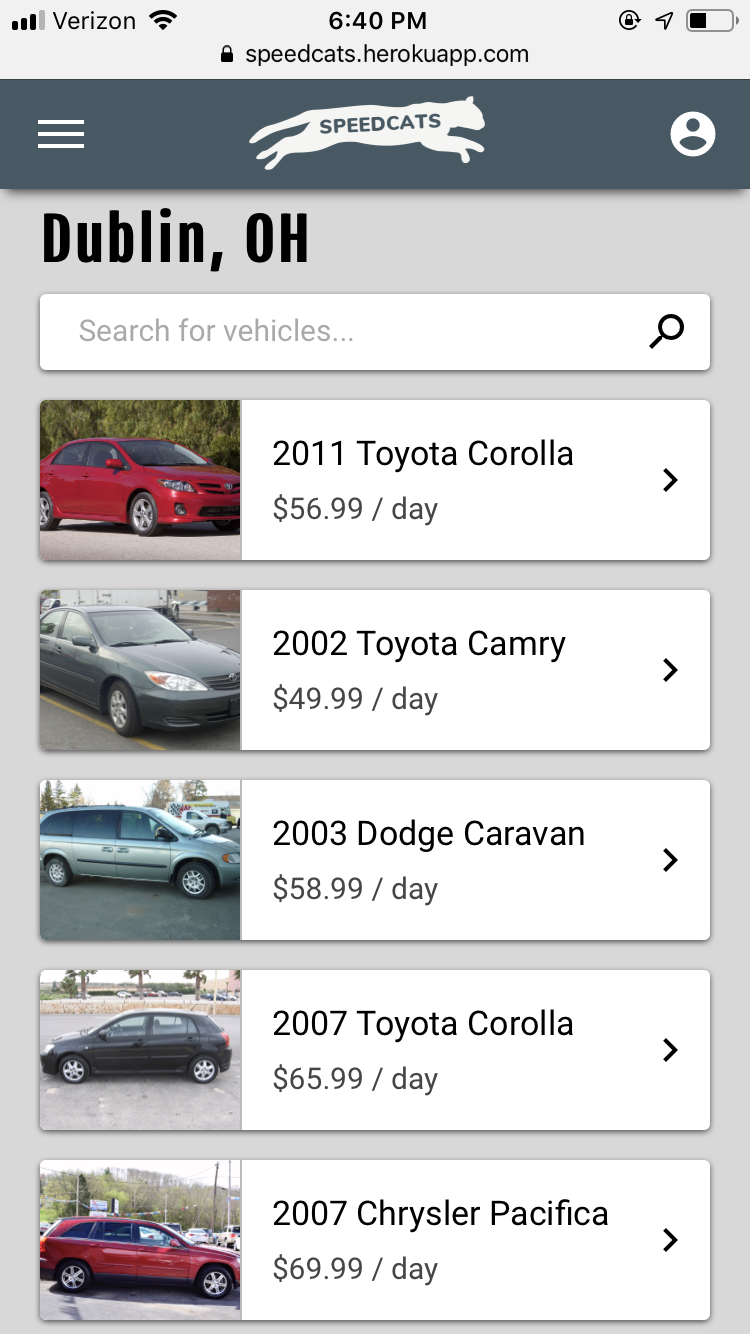 Verizon 6:40 PM
speedcats.herokuapp.com
SPEEDCATS
Dublin, OH
Search for vehicles...
2011 Toyota Corolla
$56.99 / day
2002 Toyota Camry
$49.99 / day
2003 Dodge Caravan
$58.99 / day
2007 Toyota Corolla
$65.99 / day
2007 Chrysler Pacifica
$69.99 / day